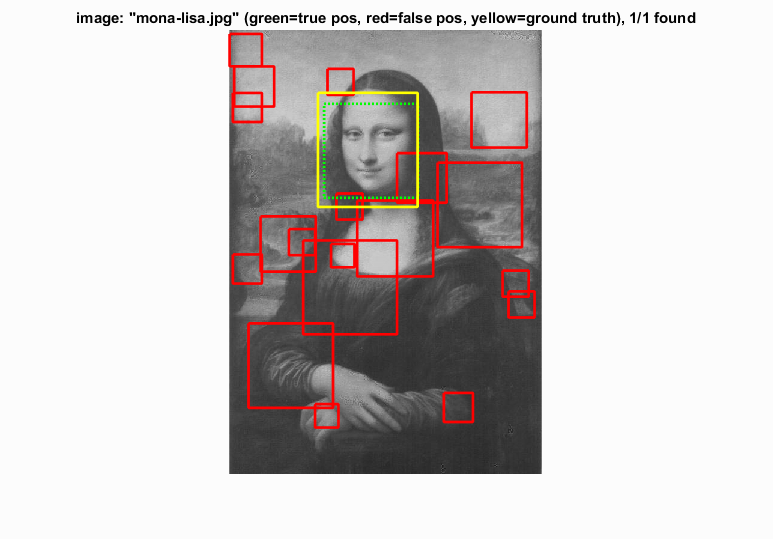 image: "mona-lisa.jpg" (green=true pos, red=false pos, yellow=ground truth), 1/1 found